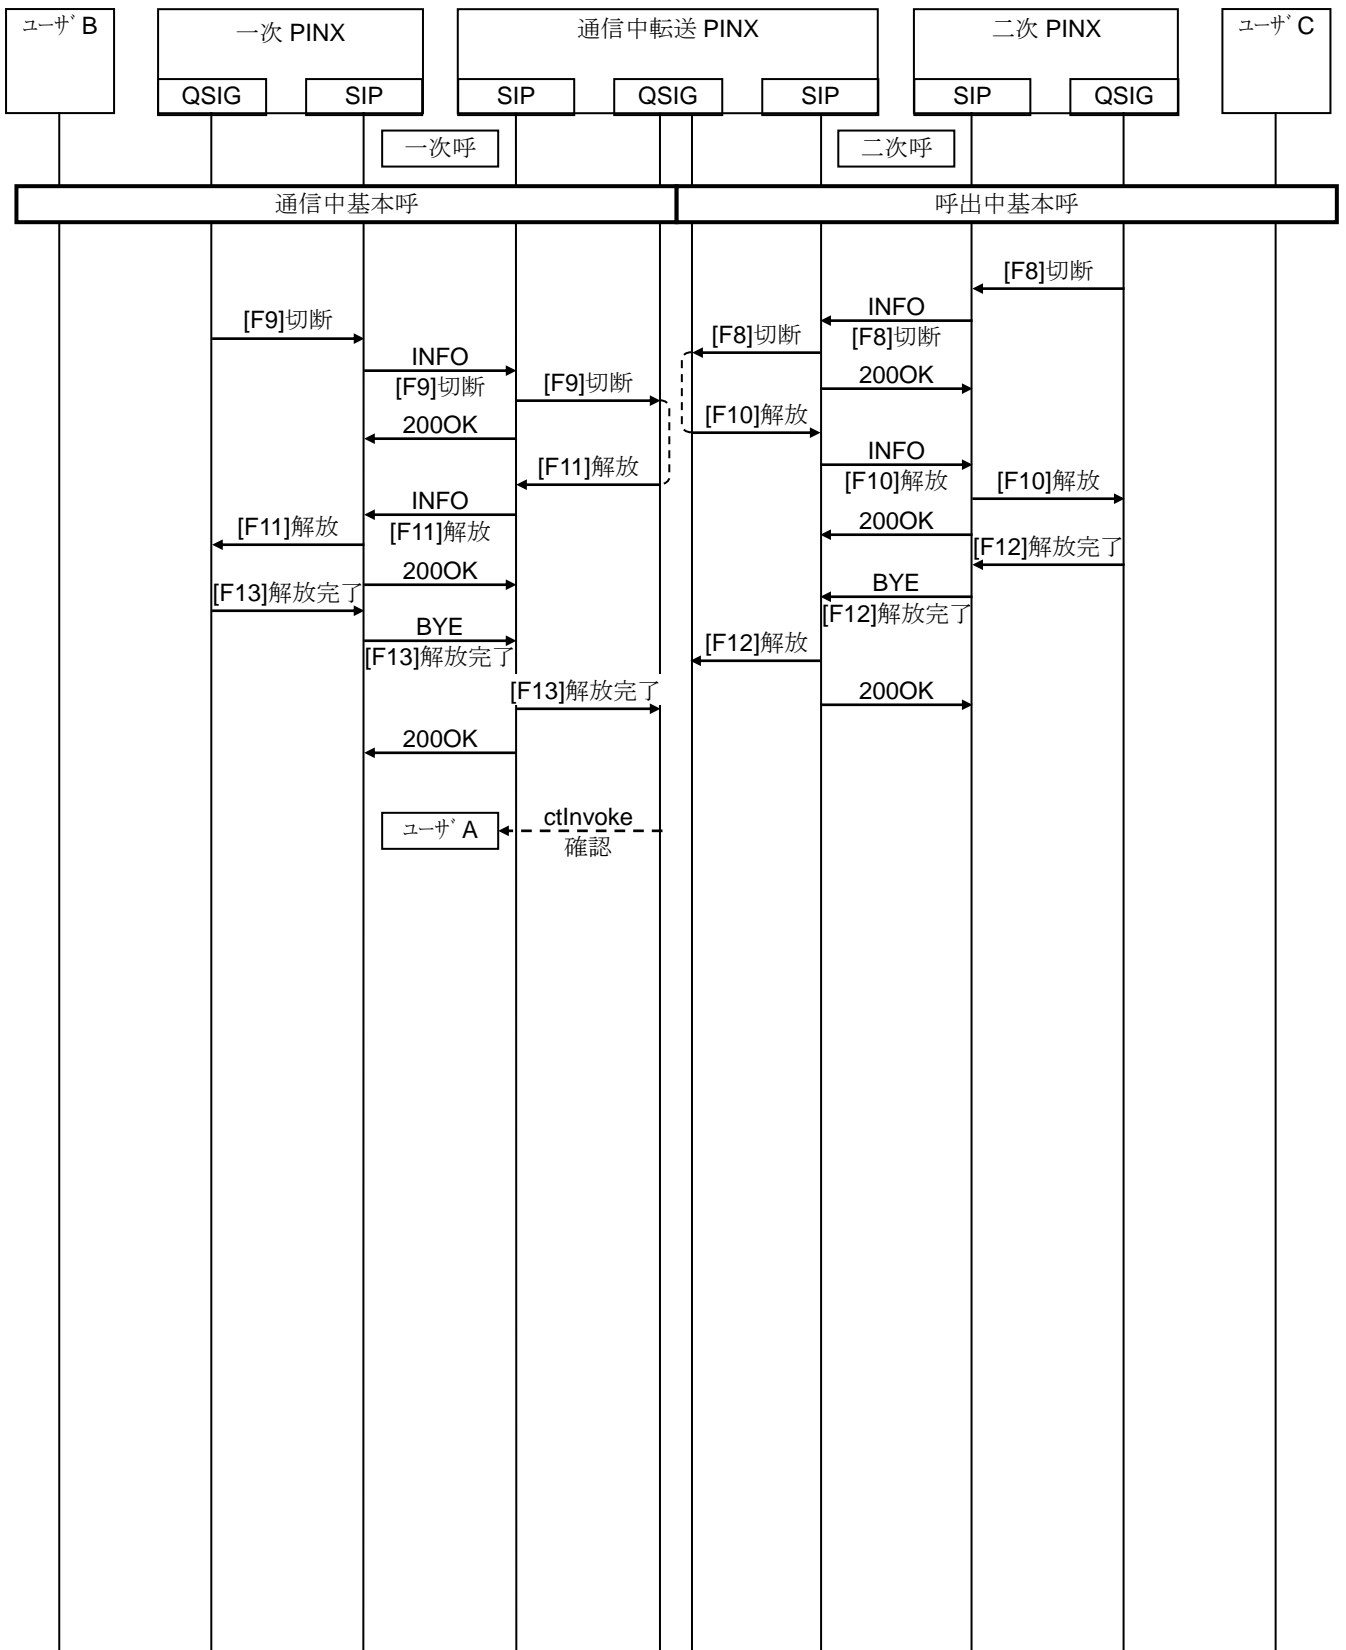 ﾕｰｻﾞB
一次 PINX
通信中転送 PINX
二次 PINX
ﾕｰｻﾞC
QSIG
SIP
SIP
QSIG
SIP
SIP
QSIG
一次呼
二次呼
通信中基本呼
呼出中基本呼
[F8]切断
INFO
[F8]切断
[F9]切断
[F8]切断
INFO
[F9]切断
200OK
[F9]切断
[F10]解放
200OK
INFO
[F10]解放
[F11]解放
[F10]解放
INFO
[F11]解放
200OK
[F11]解放
[F12]解放完了
200OK
BYE
[F12]解放完了
[F13]解放完了
BYE
[F13]解放完了
[F12]解放
[F13]解放完了
200OK
200OK
ctInvoke
確認
ﾕｰｻﾞA